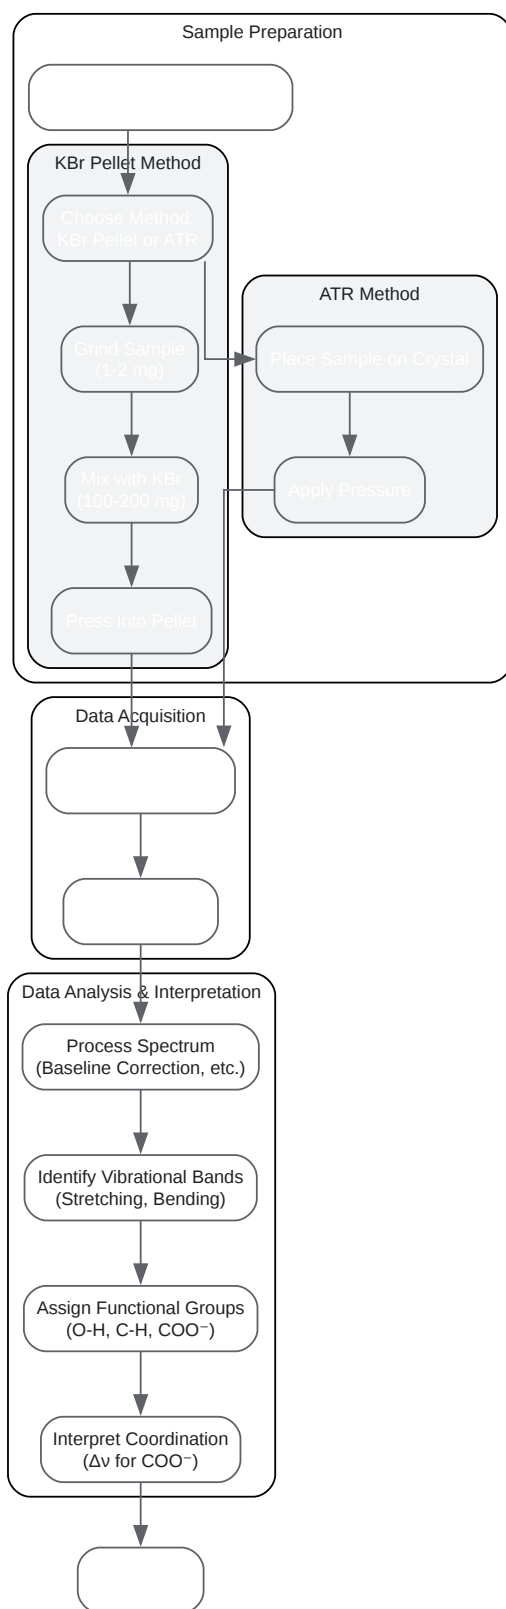 Sample Preparation
KBr Pellet Method
Choose Method:
KBr Pellet or ATR
ATR Method
Grind Sample
(1-2 mg)
Place Sample on Crystal
Mix with KBr
(100-200 mg)
Apply Pressure
Press into Pellet
Data Acquisition
Data Analysis & Interpretation
Process Spectrum
(Baseline Correction, etc.)
Identify Vibrational Bands
(Stretching, Bending)
Assign Functional Groups
(O-H, C-H, COO⁻)
Interpret Coordination
(Δν for COO⁻)